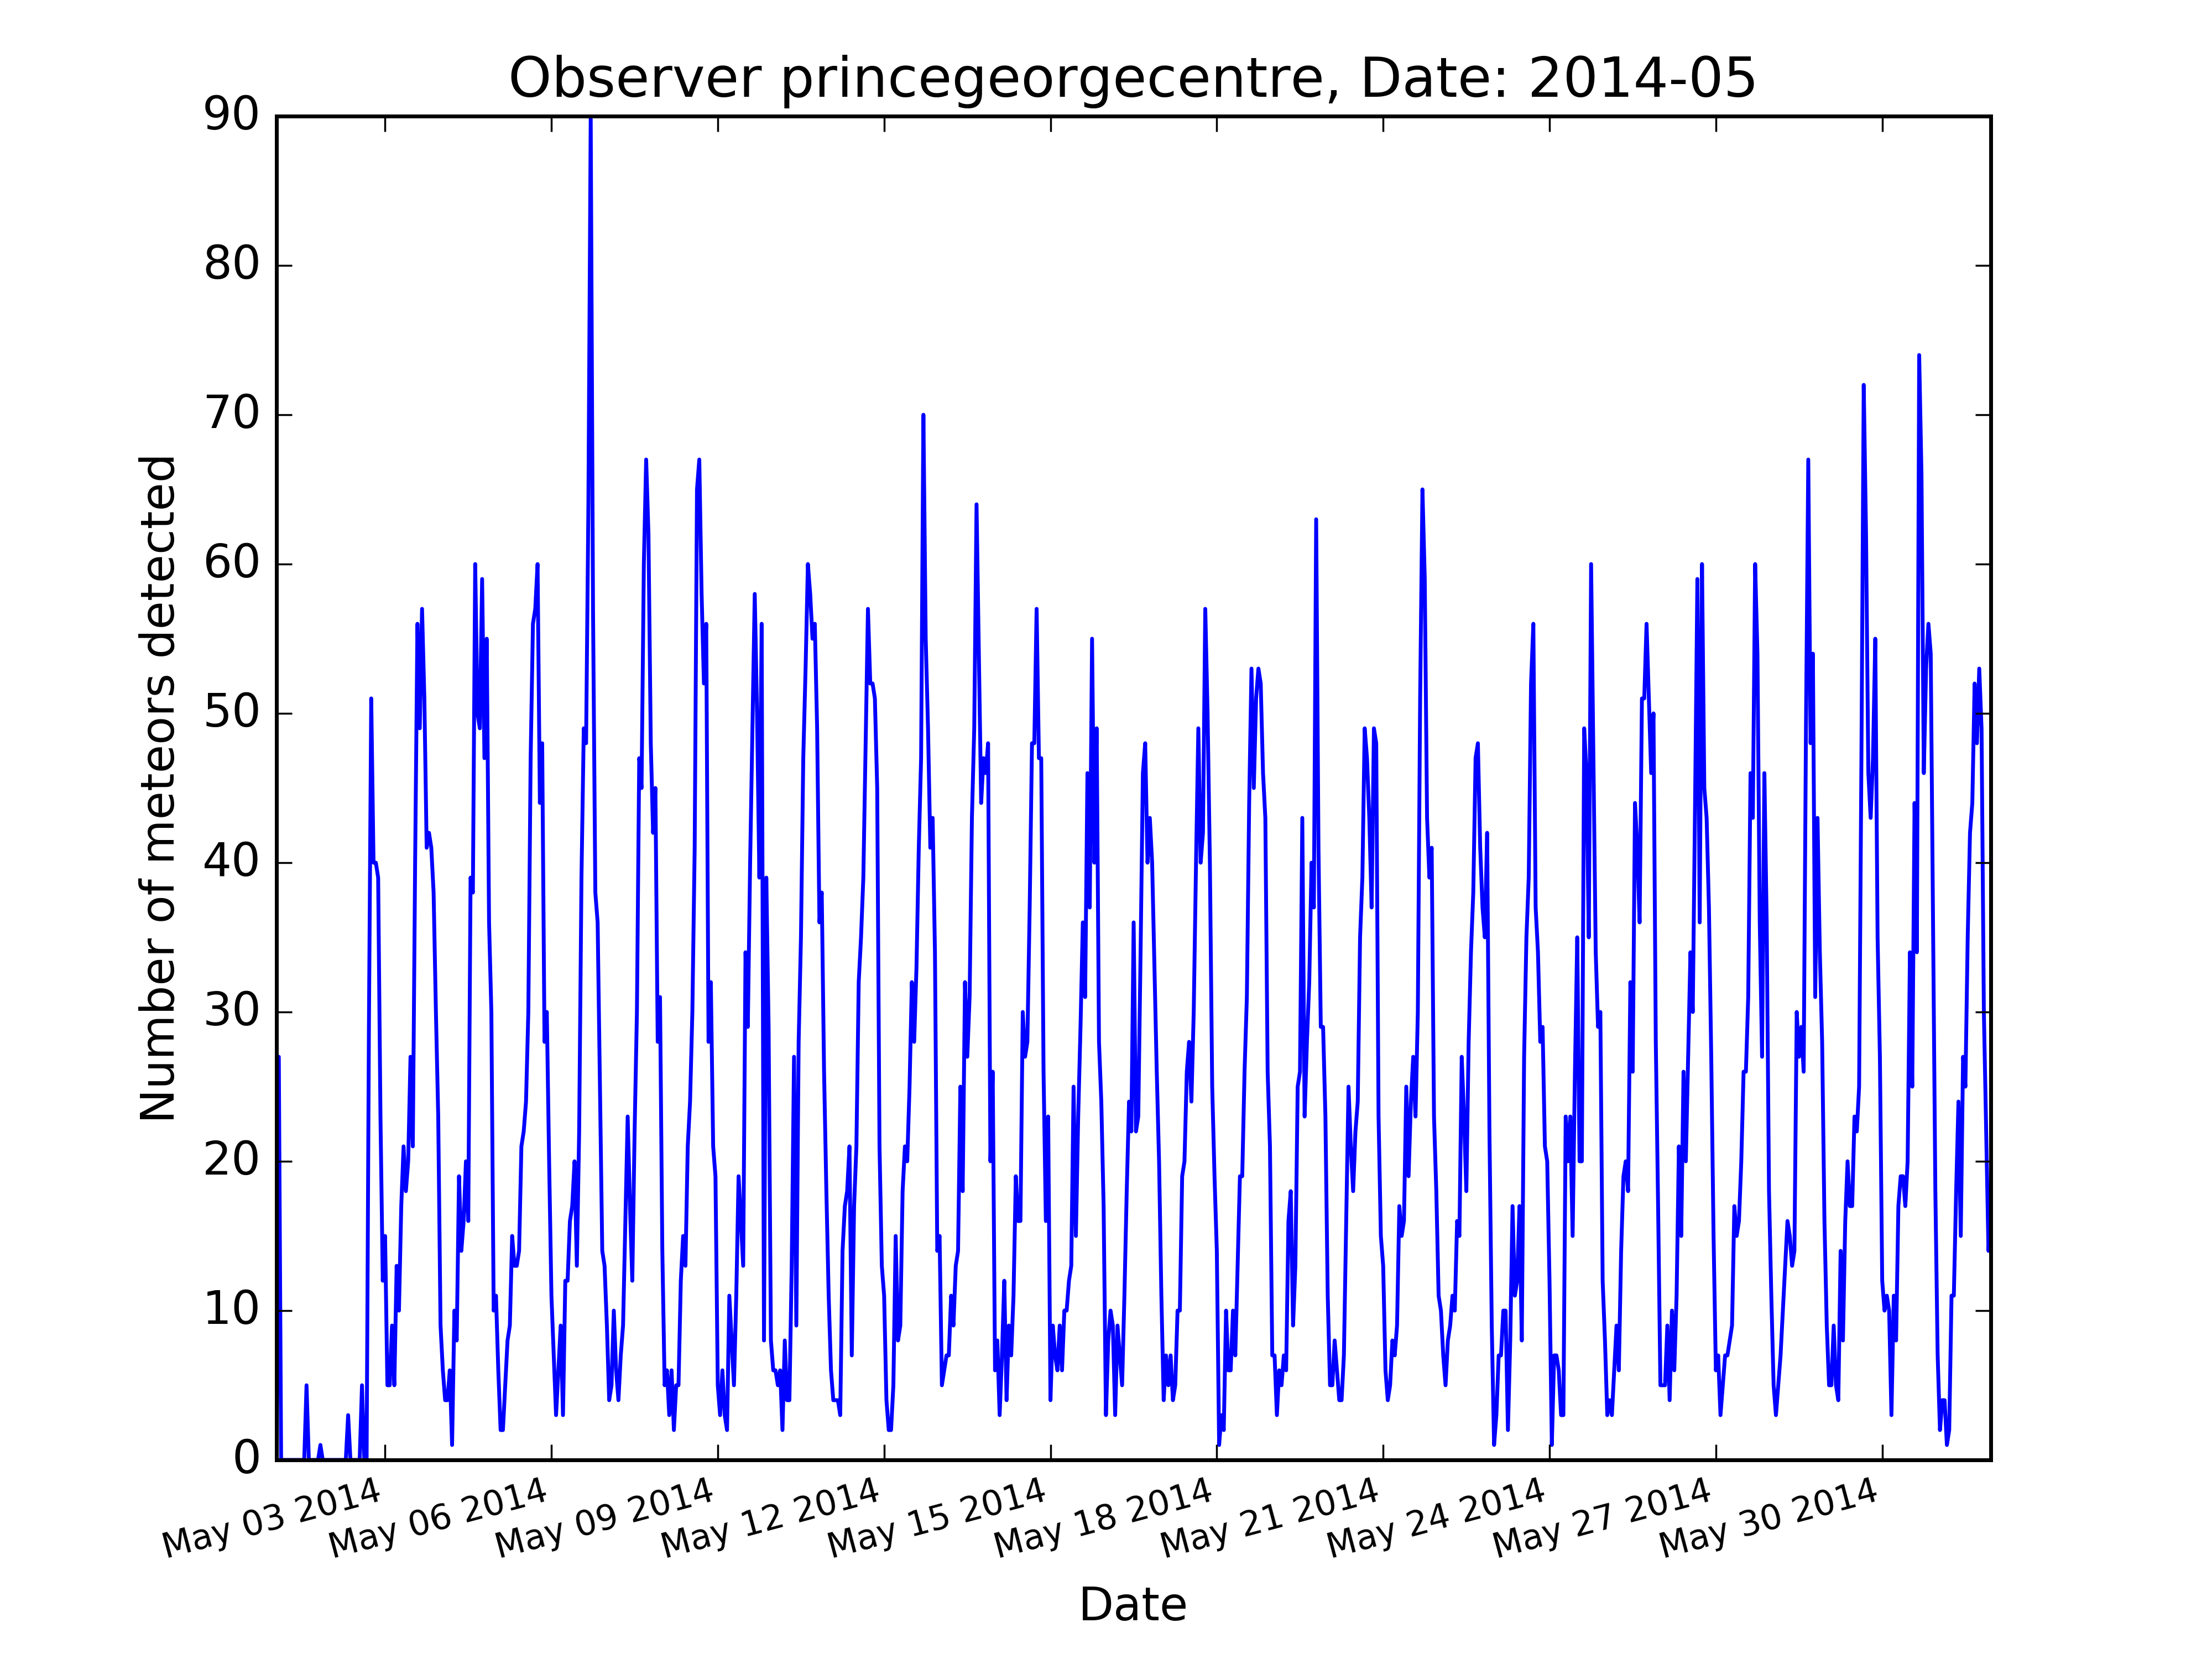 Observer princegeorgecentre, Date: 2014-05
90
80
70
60
50
40
30
20
10
0
Number of meteors detected
May 03 2014
May 06 2014
May 09 2014
May 12 2014
May 15 2014
May 18 2014
May 21 2014
May 24 2014
May 27 2014
May 30 2014
Date